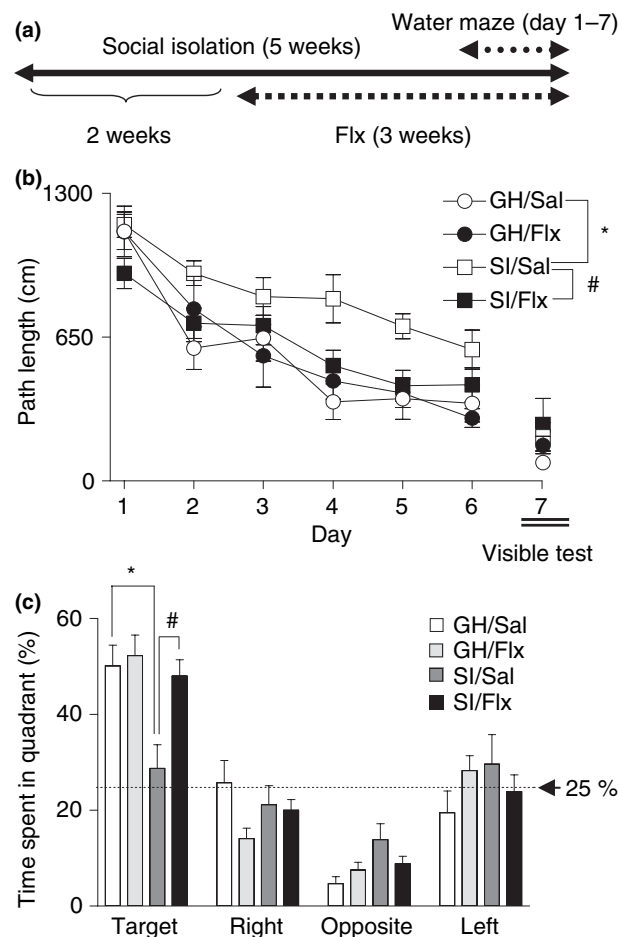 (a)
Water maze (day 1–7)
Social isolation (5 weeks)
2 weeks
Flx (3 weeks)
(b)
1300
650
0
Path length (cm)
1 2 3 4 5 6 7
Day
Visible test
GH/Sal
GH/Flx
SI/Sal
SI/Flx
*
#
(c)
60
40
20
0
Time spent in quadrant (%)
*
#
GH/Sal
GH/Flx
SI/Sal
SI/Flx
25 %
Target Right Opposite Left